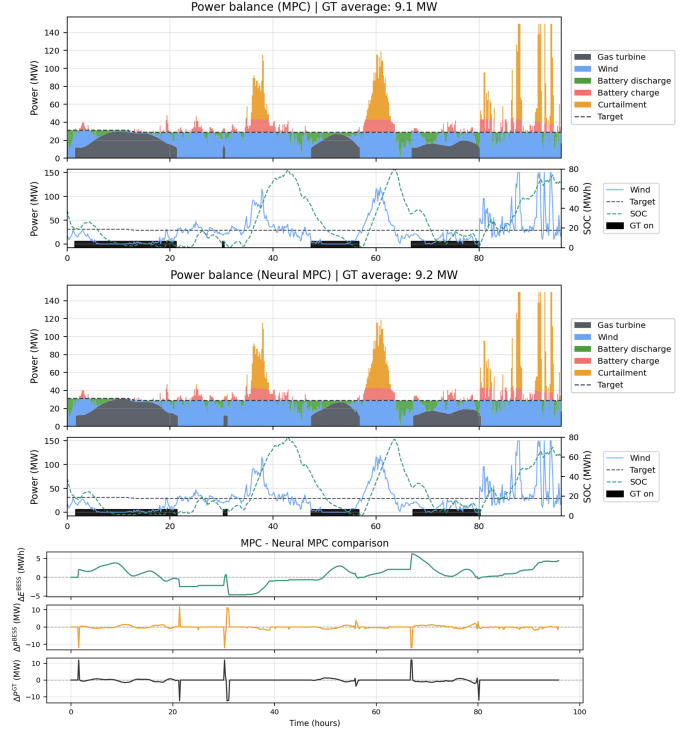 Power balance (MPC) | GT average: 9.1 MW
Power (MW)
140
120
100
80
60
40
20
0
Gas turbine
Wind
Battery discharge
Battery charge
Curtailment
Target
Power (MW)
150
100
50
0
80
60
40
20
0
SOC (MWh)
0 20 40 60 80
Wind
Target
SOC
GT on
Power balance (Neural MPC) | GT average: 9.2 MW
Power (MW)
140
120
100
80
60
40
20
0
Gas turbine
Wind
Battery discharge
Battery charge
Curtailment
Target
Power (MW)
150
100
50
0
80
60
40
20
0
SOC (MWh)
0 20 40 60 80
Wind
Target
SOC
GT on
MPC - Neural MPC comparison
ΔE^BESS (MWh)
5
0
−5
ΔP^BESS (MW)
10
0
−10
ΔP^GT (MW)
10
0
−10
0 20 40 60 80 100
Time (hours)